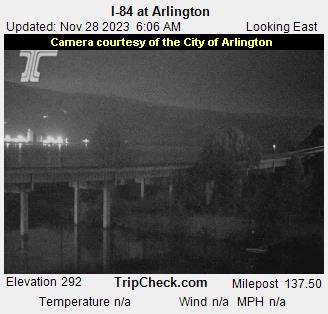 I-84 at Arlington
Updated: Nov 28 2023 6:06 AM Looking East
Camera courtesy of the City of Arlington
Elevation 292 TripCheck.com Milepost 137.50
Temperature n/a Wind n/a MPH n/a